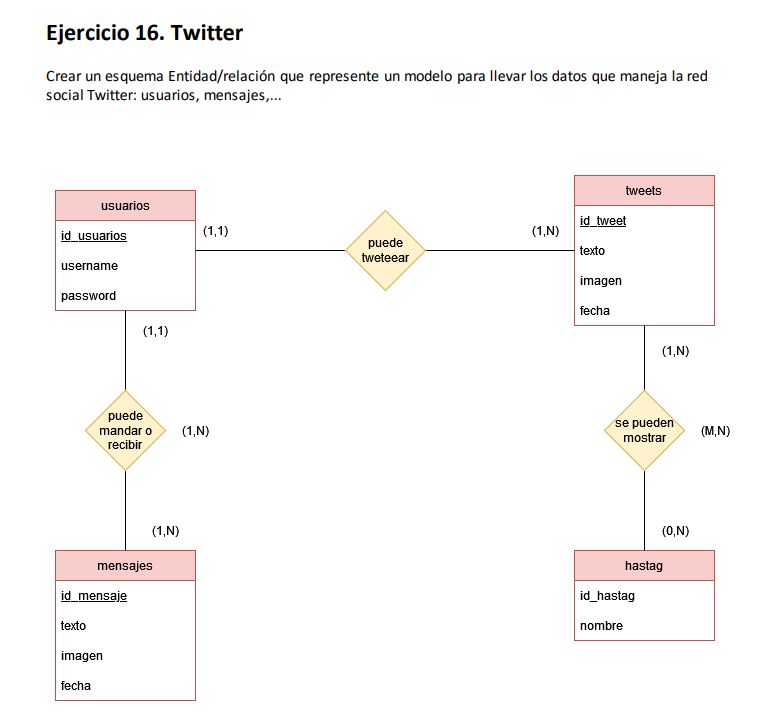 Ejercicio 16. Twitter
Crear un esquema Entidad/relación que represente un modelo para llevar los datos que maneja la red
social Twitter: usuarios, mensajes,...
usuarios
id_usuarios
username
password
(1,1)
puede
tweteear
(1,N)
tweets
id_tweet
texto
imagen
fecha
(1,1)
puede
mandar o
recibir
(1,N)
(1,N)
mensajes
id_mensaje
texto
imagen
fecha
(1,N)
se pueden
mostrar
(M,N)
(0,N)
hastag
id_hastag
nombre